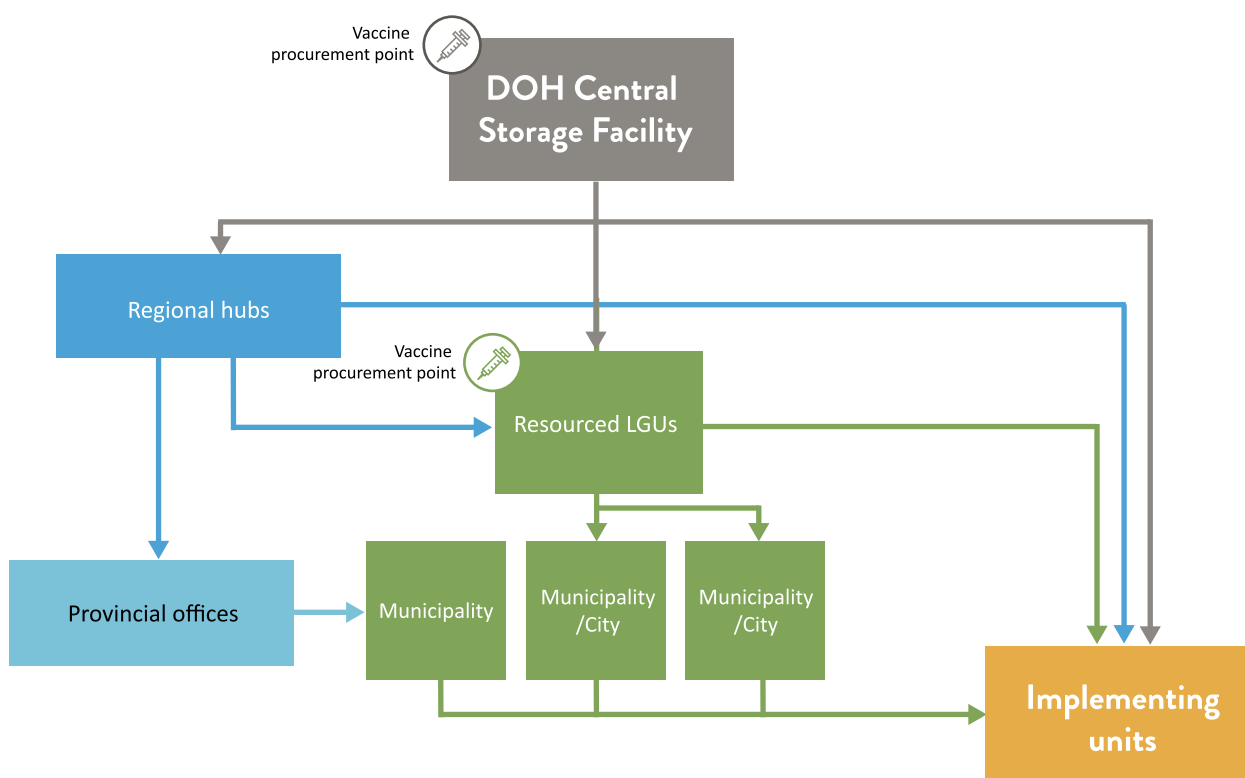 Vaccine
procurement point
DOH Central
Storage Facility
Regional hubs
Vaccine
procurement point
Resourced LGUs
Provincial offices
Municipality
Municipality
/City
Municipality
/City
Implementing
units